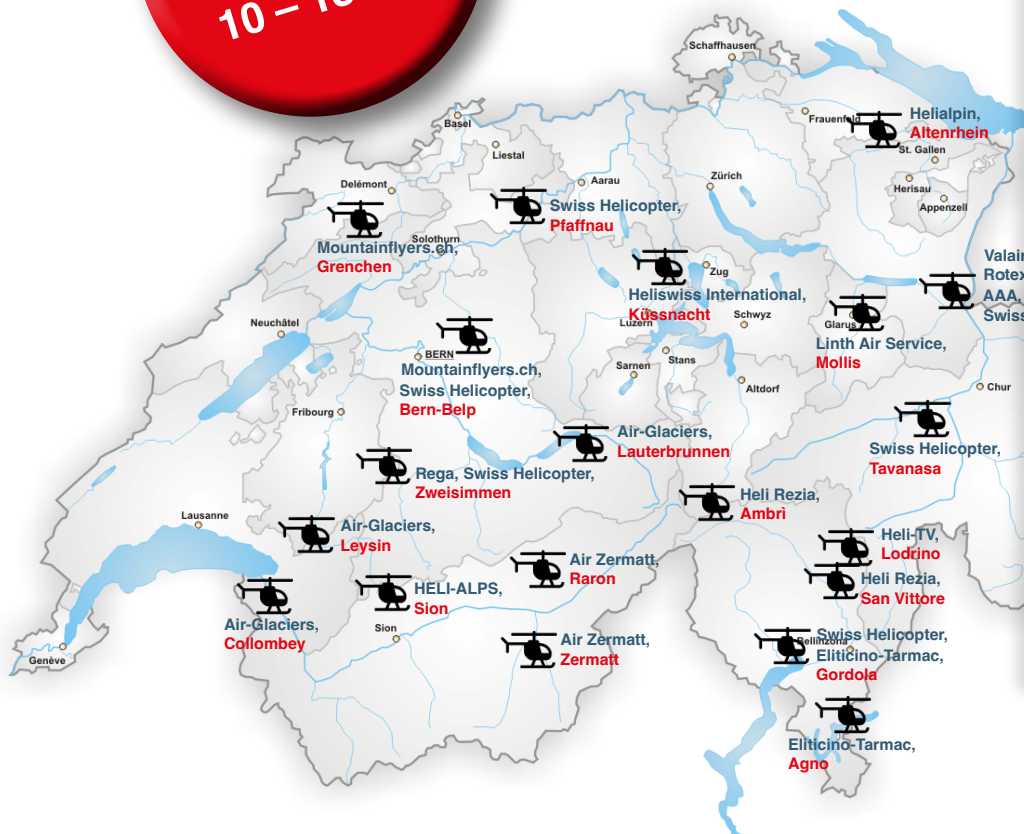 10 –
Schaffhausen
Basel
Frauenfeld
Helialpin,
Altenrhein
Liestal
St. Gallen
Delémont
Aarau
Zürich
Herisau
Appenzell
Swiss Helicopter,
Pfaffnau
Solothurn
Mountainflyers.ch,
Grenchen
Zug
Heliswiss International,
Küssnacht
Luzern
Schwyz
Glarus
Linth Air Service,
Mollis
AAA,
Neuchâtel
BERN
Mountainflyers.ch,
Swiss Helicopter,
Bern-Belp
Stans
Sarnen
Altdorf
Chur
Fribourg
Air-Glaciers,
Lauterbrunnen
Swiss Helicopter,
Tavanasa
Rega, Swiss Helicopter,
Zweisimmen
Heli Rezia,
Ambrì
Lausanne
Air-Glaciers,
Leysin
Heli-TV,
Lodrino
Air Zermatt,
Raron
Heli Rezia,
San Vittore
HELI-ALPS,
Sion
Air-Glaciers,
Collombey
Sion
Genève
Air Zermatt,
Zermatt
Bellinzona
Swiss Helicopter,
Eliticino-Tarmac,
Gordola
Eliticino-Tarmac,
Agno